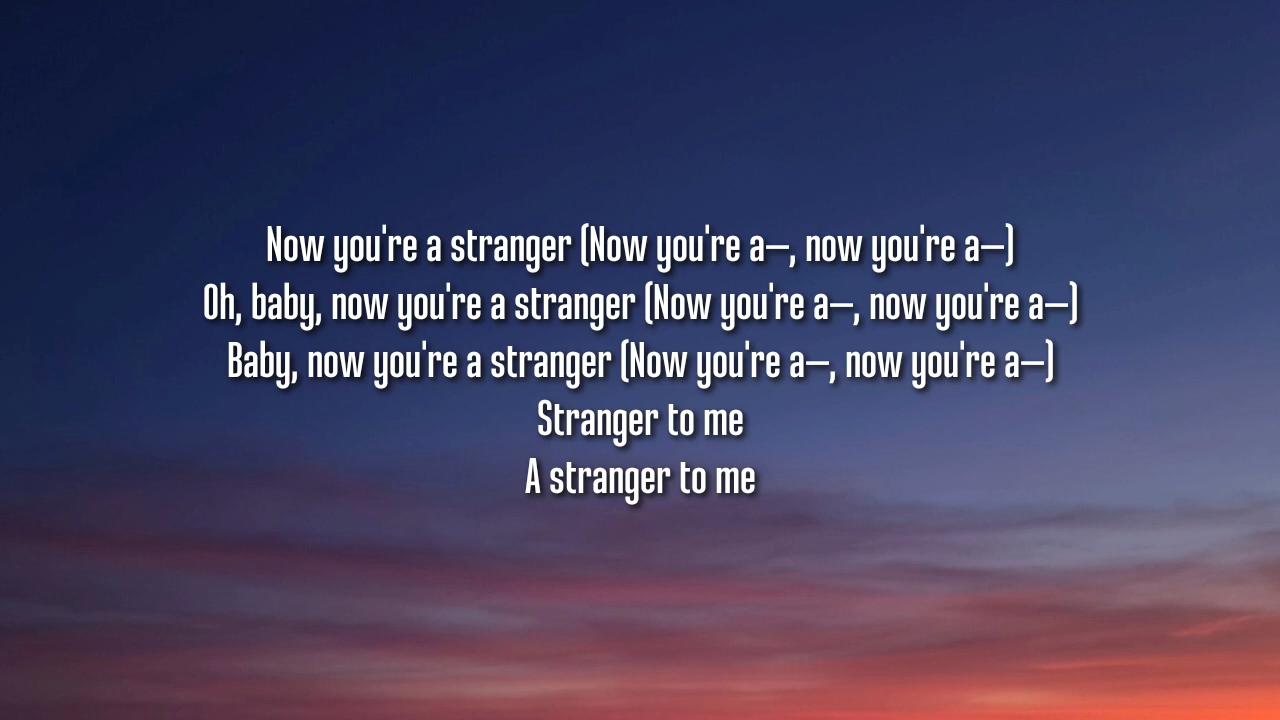 Now you're a stranger (Now you're a—, now you're a—)
Oh, baby, now you're a stranger (Now you're a—, now you're a—)
Baby, now you're a stranger (Now you're a—, now you're a—)
Stranger to me
A stranger to me